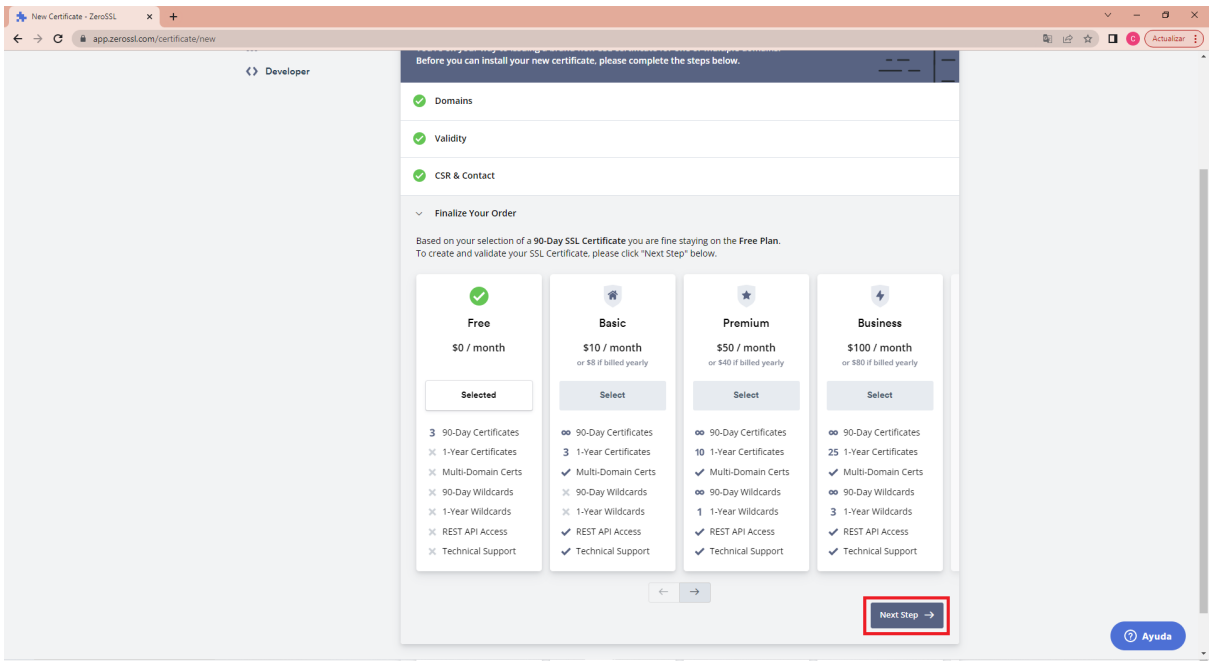 New Certificate - ZeroSSL
app.zerossl.com/certificate/new
Actualizar
C
Developer
Before you can install your new certificate, please complete the steps below.
Domains
Validity
CSR & Contact
Finalize Your Order
Based on your selection of a 90-Day SSL Certificate you are fine staying on the Free Plan.
To create and validate your SSL Certificate, please click "Next Step" below.
Free
$0 / month
Selected
3 90-Day Certificates
1-Year Certificates
Multi-Domain Certs
90-Day Wildcards
1-Year Wildcards
REST API Access
Technical Support
Basic
$10 / month
or $8 if billed yearly
Select
∞ 90-Day Certificates
3 1-Year Certificates
Multi-Domain Certs
90-Day Wildcards
1-Year Wildcards
REST API Access
Technical Support
Premium
$50 / month
or $40 if billed yearly
Select
∞ 90-Day Certificates
10 1-Year Certificates
Multi-Domain Certs
∞ 90-Day Wildcards
1 1-Year Wildcards
REST API Access
Technical Support
Business
$100 / month
or $80 if billed yearly
Select
∞ 90-Day Certificates
25 1-Year Certificates
Multi-Domain Certs
∞ 90-Day Wildcards
3 1-Year Wildcards
REST API Access
Technical Support
Next Step →
Ayuda